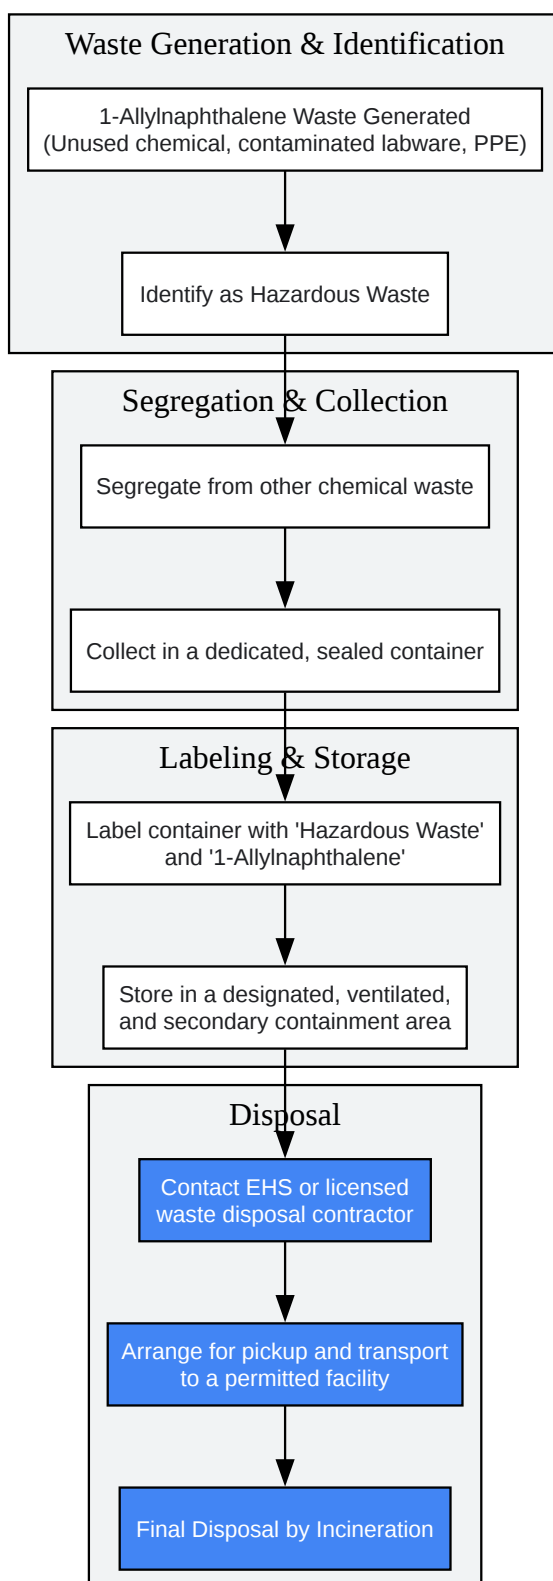 Waste Generation & Identification
1-Allylnaphthalene Waste Generated
(Unused chemical, contaminated labware, PPE)
Identify as Hazardous Waste
Segregation & Collection
Segregate from other chemical waste
Collect in a dedicated, sealed container
Labeling & Storage
Label container with 'Hazardous Waste'
and '1-Allylnaphthalene'
Store in a designated, ventilated,
and secondary containment area
Disposal
Contact EHS or licensed
waste disposal contractor
Arrange for pickup and transport
to a permitted facility
Final Disposal by Incineration